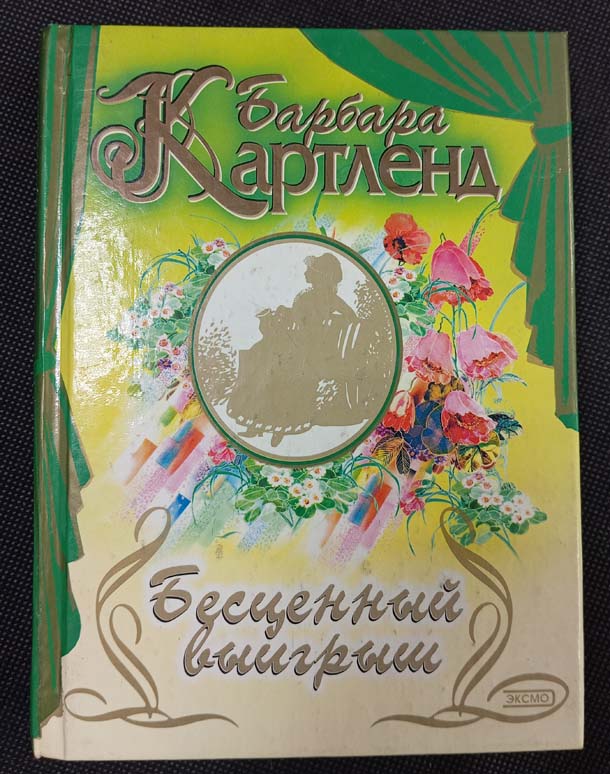 Барбара
Картленд
Бесценный
выигрыш
ЭКСМО